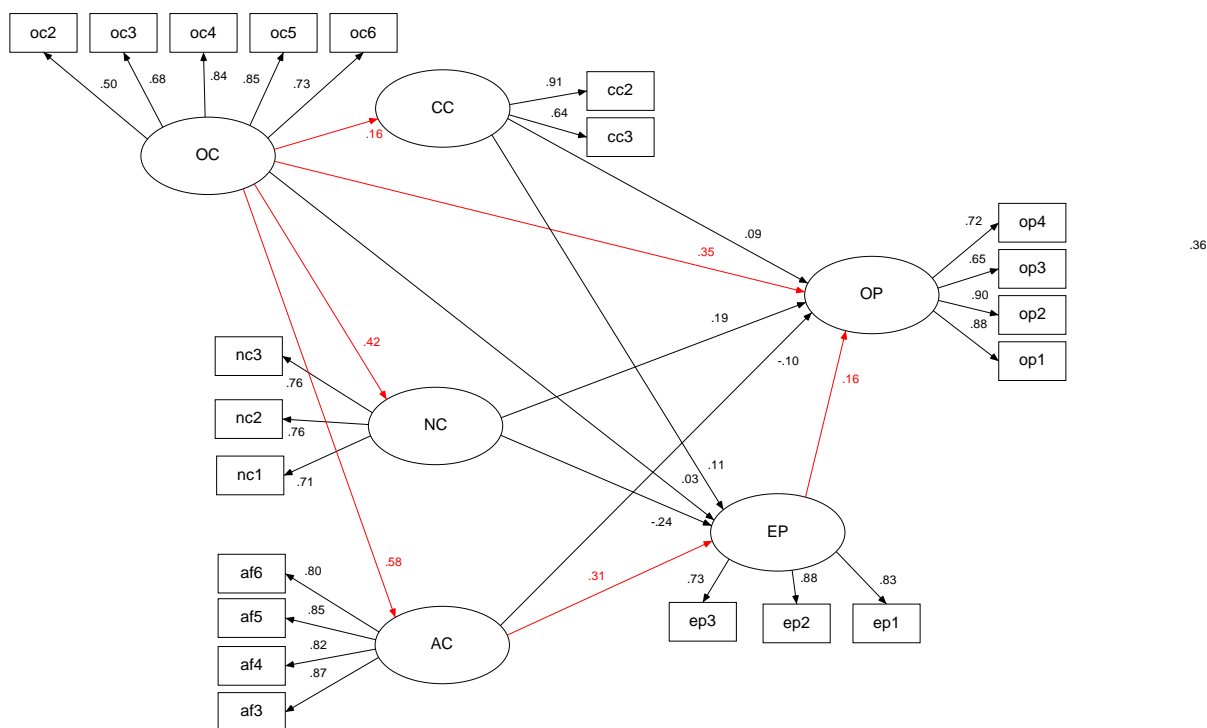 oc2 oc3 oc4 oc5 oc6
.50 .68 .84 .85 .73
OC
CC
.91 cc2
.64 cc3
.16
.35
.09
.72 op4
.65 op3
.90 op2
.88 op1
OP
.36
.42
.19
-.10
.16
nc3 .76
nc2 .76
nc1 .71
NC
.03 .11
-.24
EP
.58
.31
.73 .88 .83
ep3 ep2 ep1
af6 .80
af5 .85
af4 .82
af3 .87
AC